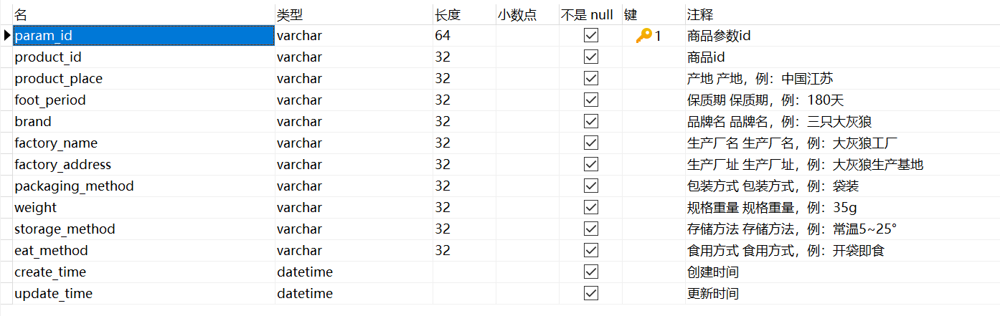 名 类型 长度 小数点 不是 null 键 注释
param_id varchar 64 1 商品参数id
product_id varchar 32 商品id
product_place varchar 32 产地 产地，例：中国江苏
foot_period varchar 32 保质期 保质期，例：180天
brand varchar 32 品牌名 品牌名，例：三只大灰狼
factory_name varchar 32 生产厂名 生产厂名，例：大灰狼工厂
factory_address varchar 32 生产厂址 生产厂址，例：大灰狼生产基地
packaging_method varchar 32 包装方式 包装方式，例：袋装
weight varchar 32 规格重量 规格重量，例：35g
storage_method varchar 32 存储方法 存储方法，例：常温5~25°
eat_method varchar 32 食用方式 食用方式，例：开袋即食
create_time datetime 创建时间
update_time datetime 更新时间